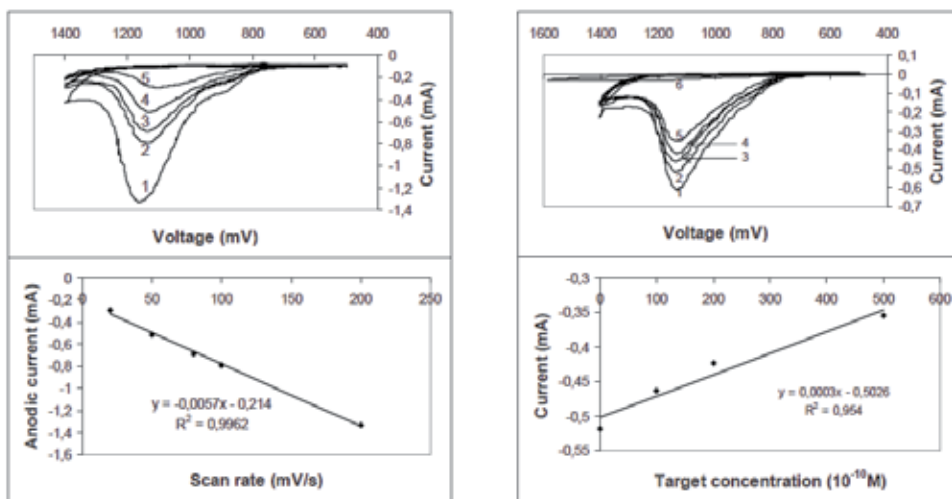 1400 1200 1000 800 600 400
0
-0,2
-0,4
-0,6
-0,8
-1
-1,2
-1,4
Current (mA)
5
4
3
2
1
Voltage (mV)
1600 1400 1200 1000 800 600 400
0,1
0
-0,1
-0,2
-0,3
-0,4
-0,5
-0,6
-0,7
Current (mA)
6
5
4
3
2
1
Voltage (mV)
0
-0,2
-0,4
-0,6
-0,8
-1
-1,2
-1,4
-1,6
Anodic current (mA)
0 50 100 150 200 250
y = -0,0057x - 0,214
R² = 0,9962
Scan rate (mV/s)
-0,3
-0,35
-0,4
-0,45
-0,5
-0,55
Current (mA)
0 100 200 300 400 500 600
y = 0,0003x - 0,5026
R² = 0,954
Target concentration (10⁻¹⁰M)